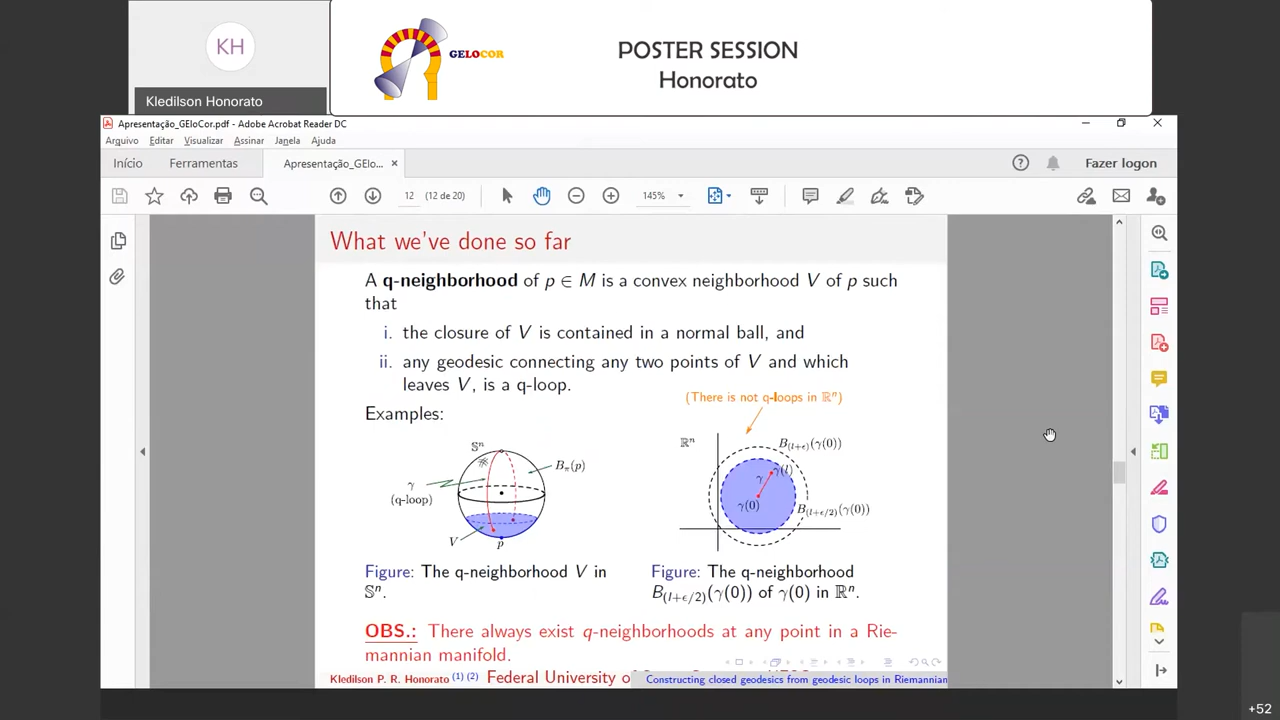 KH
Kledilson Honorato
GELOCOR
POSTER SESSION
Honorato
Apresentação_GEloCor.pdf - Adobe Acrobat Reader DC
Arquivo Editar Visualizar Assinar Janela Ajuda
Início Ferramentas Apresentação_GElo... × Fazer logon
12 (12 de 20) 145%
What we've done so far
A q-neighborhood of p ∈ M is a convex neighborhood V of p such
that
i. the closure of V is contained in a normal ball, and
ii. any geodesic connecting any two points of V and which
leaves V, is a q-loop.
(There is not q-loops in ℝⁿ)
Examples:
𝕊ⁿ
B_π(p)
γ
(q-loop)
V
p
ℝⁿ
B_(l+ϵ)(γ(0))
γ(l)
γ
γ(0)
B_(l+ϵ/2)(γ(0))
Figure: The q-neighborhood V in
𝕊ⁿ.
Figure: The q-neighborhood
B_(l+ϵ/2)(γ(0)) of γ(0) in ℝⁿ.
OBS.: There always exist q-neighborhoods at any point in a Rie-
mannian manifold.
Kledilson P. R. Honorato (1) (2) Federal University of
Constructing closed geodesics from geodesic loops in Riemannian
+52